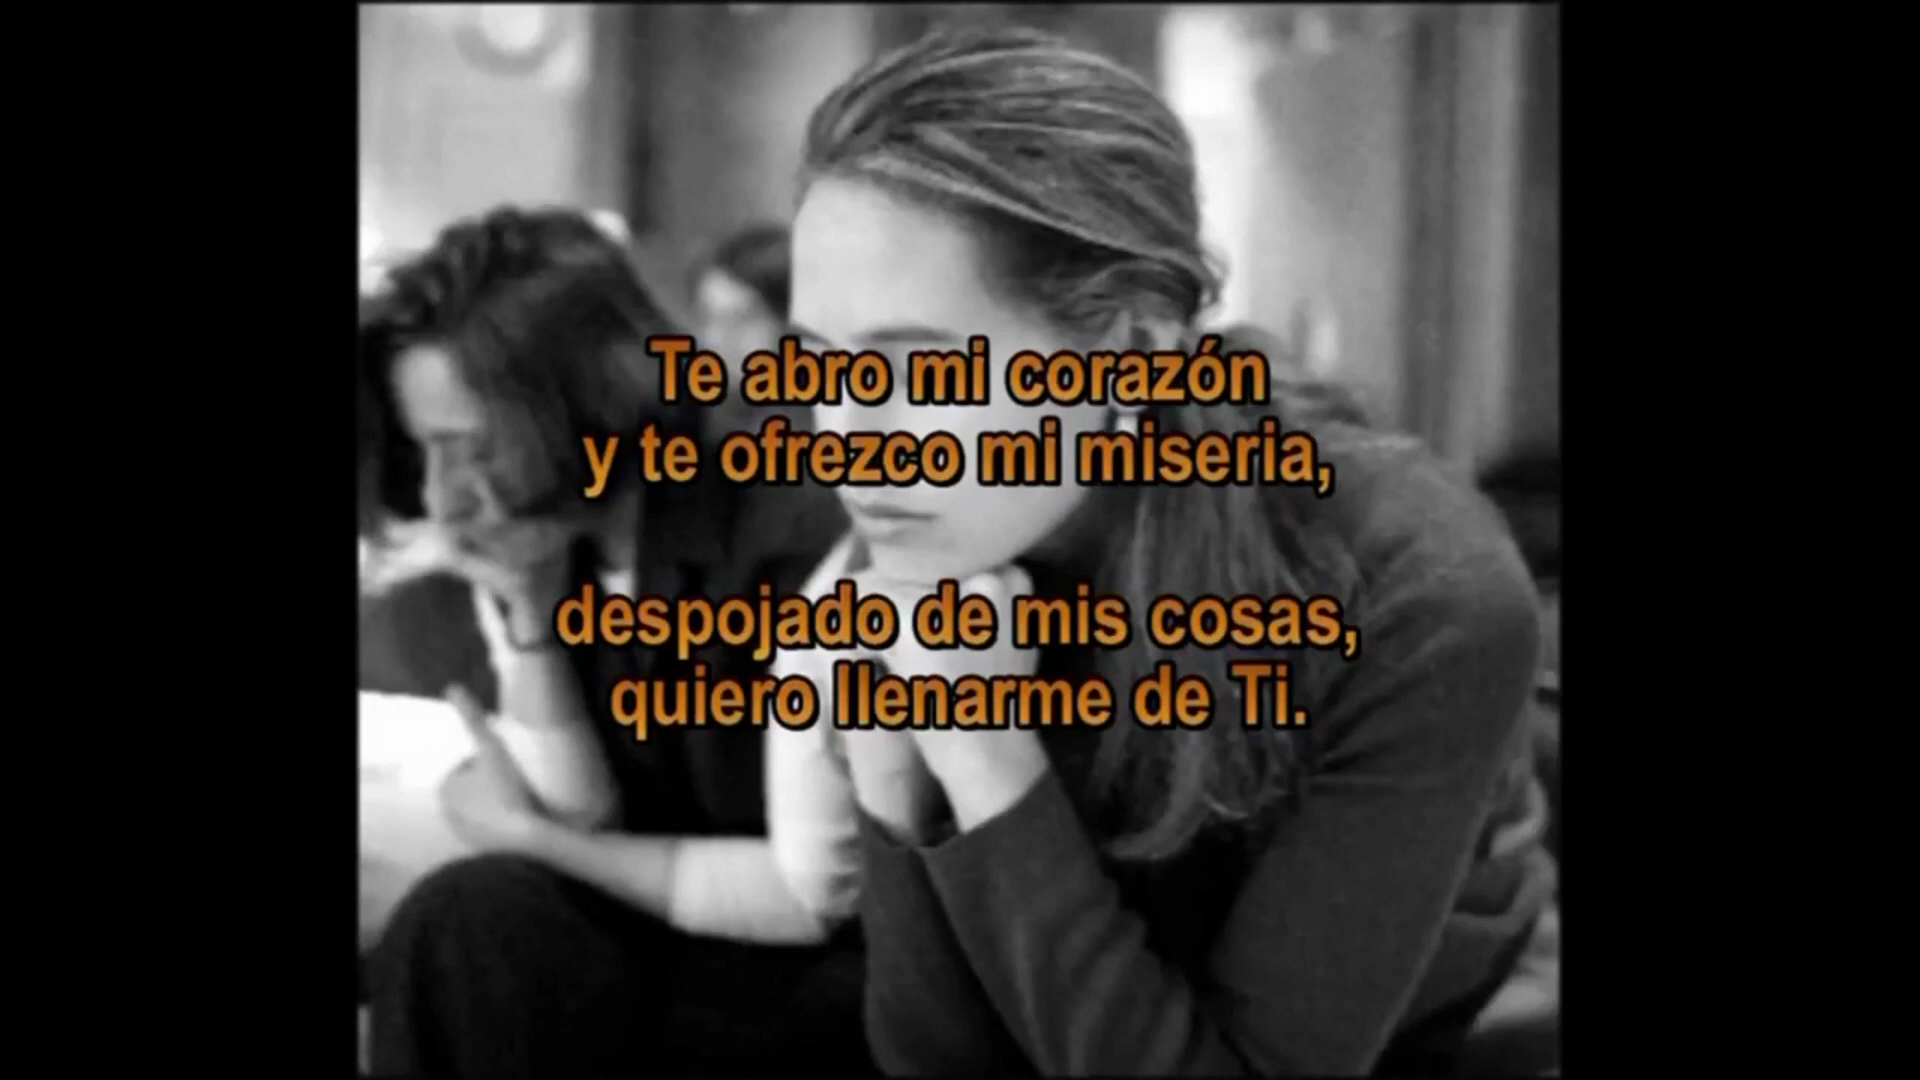 Te abro mi corazón
y te ofrezco mi miseria,
despojado de mis cosas,
quiero llenarme de Ti.